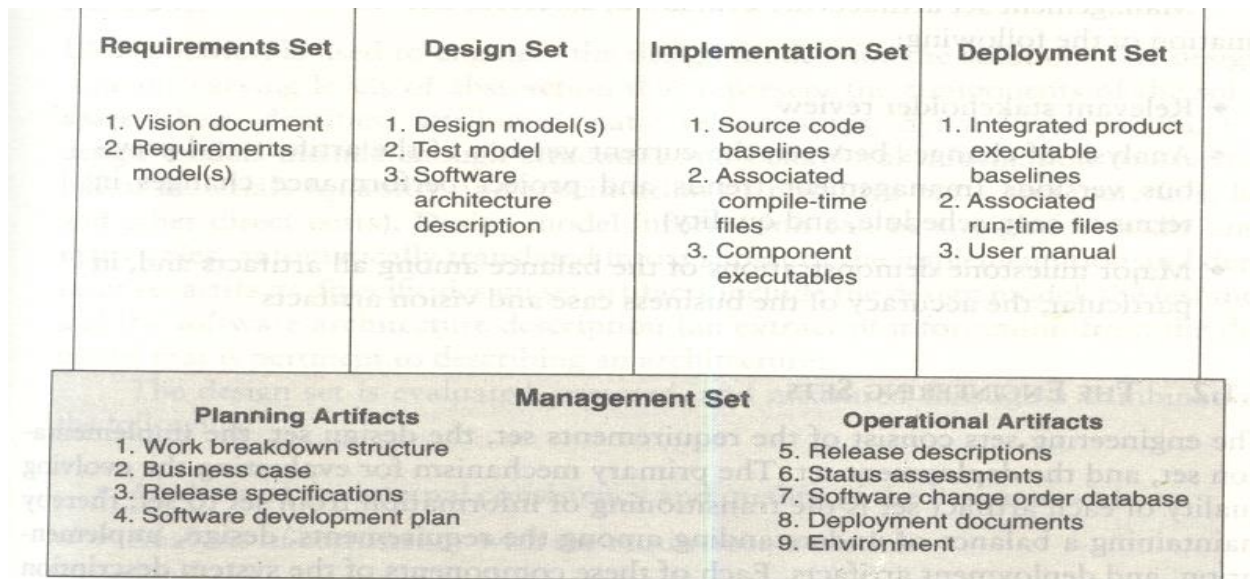 Requirements Set
1. Vision document
2. Requirements
model(s)
Design Set
1. Design model(s)
2. Test model
3. Software
architecture
description
Implementation Set
1. Source code
baselines
2. Associated
compile-time
files
3. Component
executables
Deployment Set
1. Integrated product
executable
baselines
2. Associated
run-time files
3. User manual
Management Set
Planning Artifacts
1. Work breakdown structure
2. Business case
3. Release specifications
4. Software development plan
Operational Artifacts
5. Release descriptions
6. Status assessments
7. Software change order database
8. Deployment documents
9. Environment